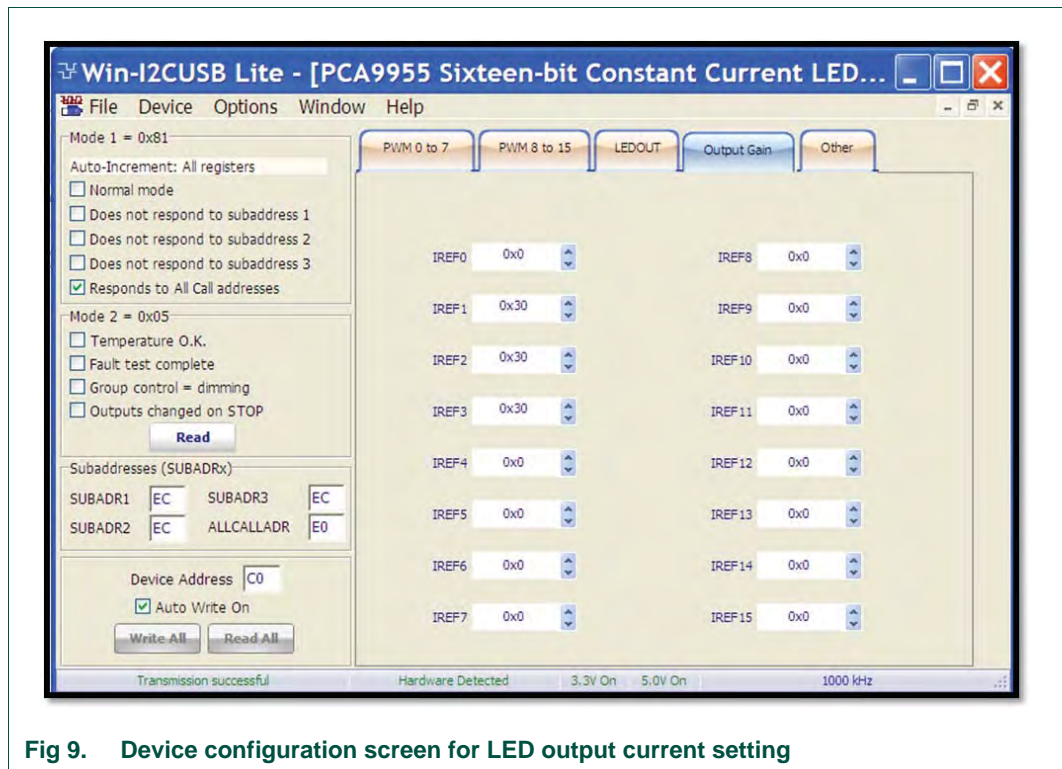 Win-I2CUSB Lite - [PCA9955 Sixteen-bit Constant Current LED...
File Device Options Window Help
Mode 1 = 0x81
Auto-Increment: All registers
Normal mode
Does not respond to subaddress 1
Does not respond to subaddress 2
Does not respond to subaddress 3
Responds to All Call addresses
Mode 2 = 0x05
Temperature O.K.
Fault test complete
Group control = dimming
Outputs changed on STOP
Read
Subaddresses (SUBADRx)
SUBADR1 EC SUBADR3 EC
SUBADR2 EC ALLCALLADR E0
Device Address C0
Auto Write On
Write All Read All
PWM 0 to 7 PWM 8 to 15 LEDOUT Output Gain Other
IREF0 0x0 IREF8 0x0
IREF1 0x30 IREF9 0x0
IREF2 0x30 IREF10 0x0
IREF3 0x30 IREF11 0x0
IREF4 0x0 IREF12 0x0
IREF5 0x0 IREF13 0x0
IREF6 0x0 IREF14 0x0
IREF7 0x0 IREF15 0x0
Transmission successful Hardware Detected 3.3V On 5.0V On 1000 kHz
Fig 9. Device configuration screen for LED output current setting